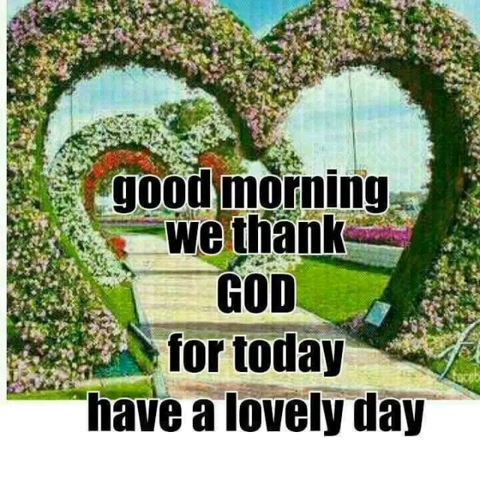 good morning
we thank
GOD
for today
have a lovely day